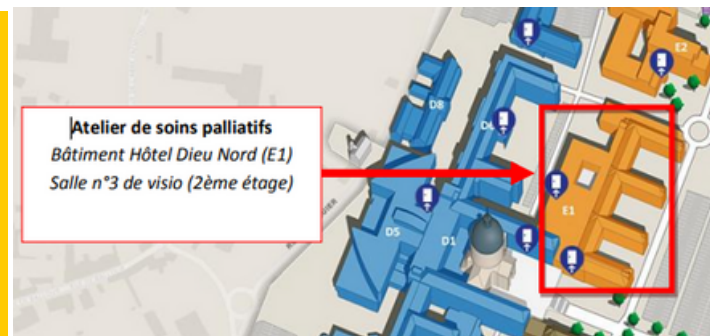 Atelier de soins palliatifs
Bâtiment Hôtel Dieu Nord (E1)
Salle n°3 de visio (2ème étage)
E2
D8
D6
E1
D5
D1